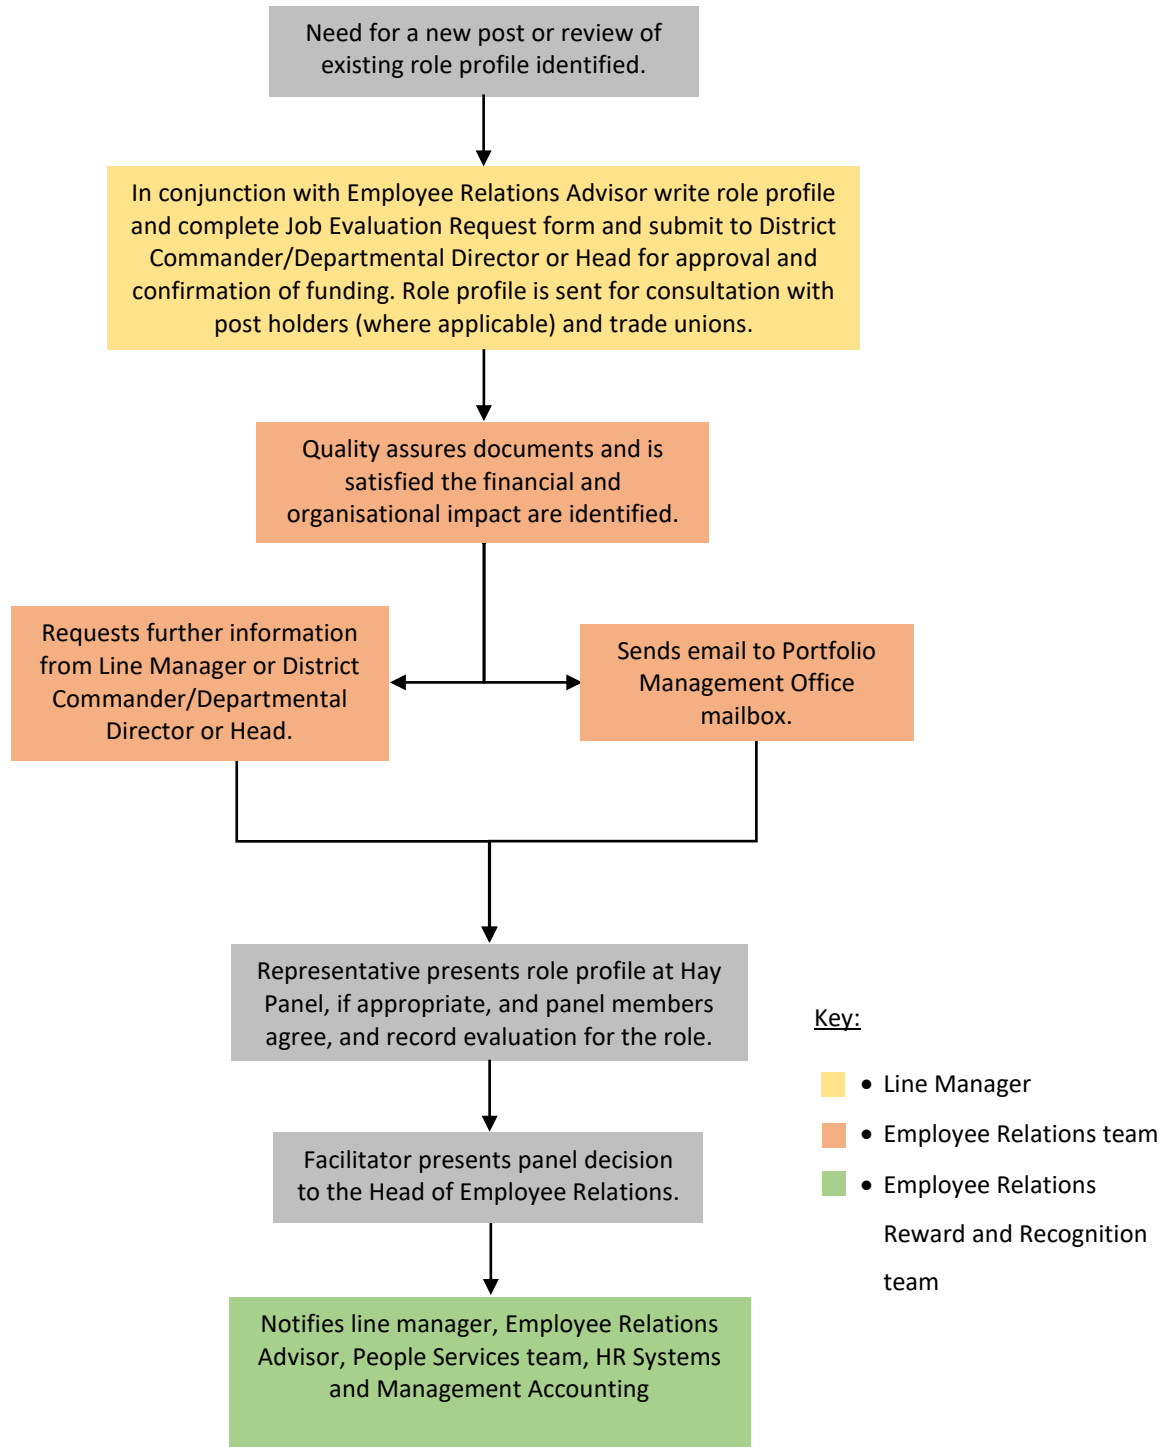 Need for a new post or review of
existing role profile identified.
In conjunction with Employee Relations Advisor write role profile
and complete Job Evaluation Request form and submit to District
Commander/Departmental Director or Head for approval and
confirmation of funding. Role profile is sent for consultation with
post holders (where applicable) and trade unions.
Quality assures documents and is
satisfied the financial and
organisational impact are identified.
Requests further information
from Line Manager or District
Commander/Departmental
Director or Head.
Sends email to Portfolio
Management Office
mailbox.
Representative presents role profile at Hay
Panel, if appropriate, and panel members
agree, and record evaluation for the role.
Facilitator presents panel decision
to the Head of Employee Relations.
Notifies line manager, Employee Relations
Advisor, People Services team, HR Systems
and Management Accounting
Key:
• Line Manager
• Employee Relations team
• Employee Relations
Reward and Recognition
team